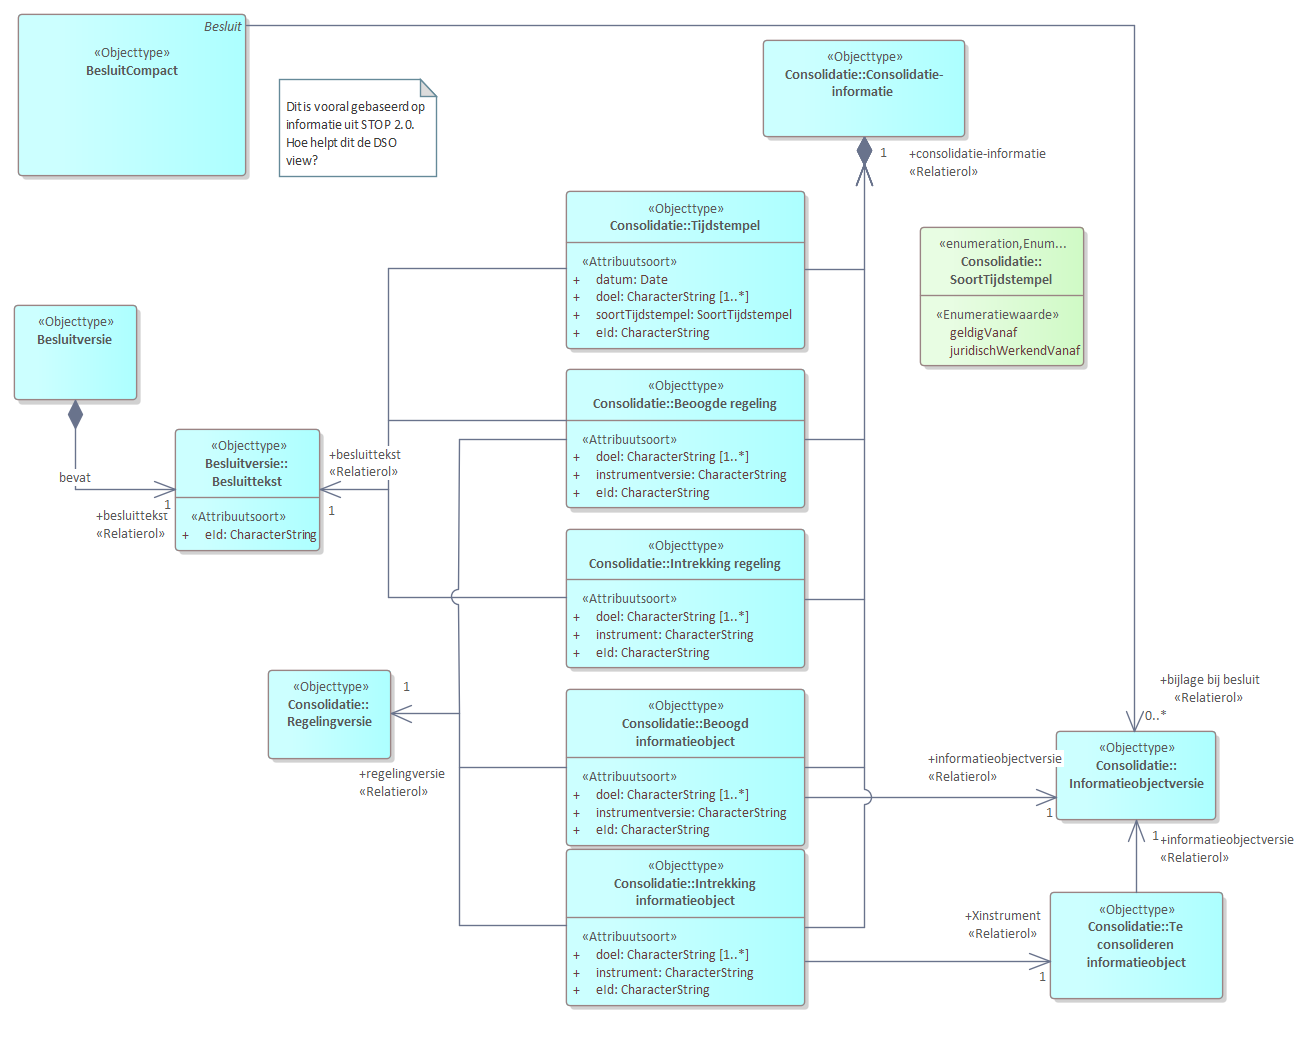 Besluit
«Objecttype»
BesluitCompact
Dit is vooral gebaseerd op
informatie uit STOP 2.0.
Hoe helpt dit de DSO
view?
«Objecttype»
Consolidatie::Consolidatie-
informatie
1
+consolidatie-informatie
«Relatierol»
«Objecttype»
Consolidatie::Tijdstempel
«Attribuutsoort»
+ datum: Date
+ doel: CharacterString [1..*]
+ soortTijdstempel: SoortTijdstempel
+ eId: CharacterString
«enumeration,Enum...
Consolidatie::
SoortTijdstempel
«Enumeratiewaarde»
geldigVanaf
juridischWerkendVanaf
«Objecttype»
Besluitversie
bevat
1
+besluittekst
«Relatierol»
«Objecttype»
Besluitversie::
Besluittekst
«Attribuutsoort»
+ eId: CharacterString
+besluittekst
«Relatierol»
1
«Objecttype»
Consolidatie::Beoogde regeling
«Attribuutsoort»
+ doel: CharacterString [1..*]
+ instrumentversie: CharacterString
+ eId: CharacterString
«Objecttype»
Consolidatie::Intrekking regeling
«Attribuutsoort»
+ doel: CharacterString [1..*]
+ instrument: CharacterString
+ eId: CharacterString
«Objecttype»
Consolidatie::
Regelingversie
1
+regelingversie
«Relatierol»
«Objecttype»
Consolidatie::Beoogd
informatieobject
«Attribuutsoort»
+ doel: CharacterString [1..*]
+ instrumentversie: CharacterString
+ eId: CharacterString
+bijlage bij besluit
«Relatierol»
0..*
«Objecttype»
Consolidatie::
Informatieobjectversie
+informatieobjectversie
«Relatierol»
1
1
+informatieobjectversie
«Relatierol»
«Objecttype»
Consolidatie::Intrekking
informatieobject
«Attribuutsoort»
+ doel: CharacterString [1..*]
+ instrument: CharacterString
+ eId: CharacterString
+Xinstrument
«Relatierol»
1
«Objecttype»
Consolidatie::Te
consolideren
informatieobject